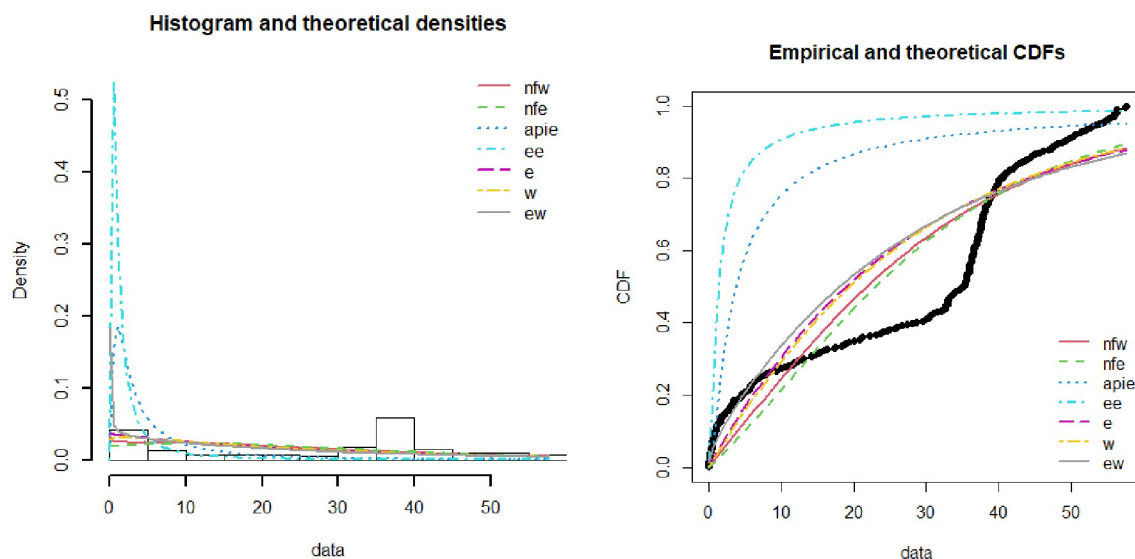 Histogram and theoretical densities
Density
0.0
0.1
0.2
0.3
0.4
0.5
nfw
nfe
apie
ee
e
w
ew
0 10 20 30 40 50
data
Empirical and theoretical CDFs
CDF
0.0
0.2
0.4
0.6
0.8
1.0
nfw
nfe
apie
ee
e
w
ew
0 10 20 30 40 50
data